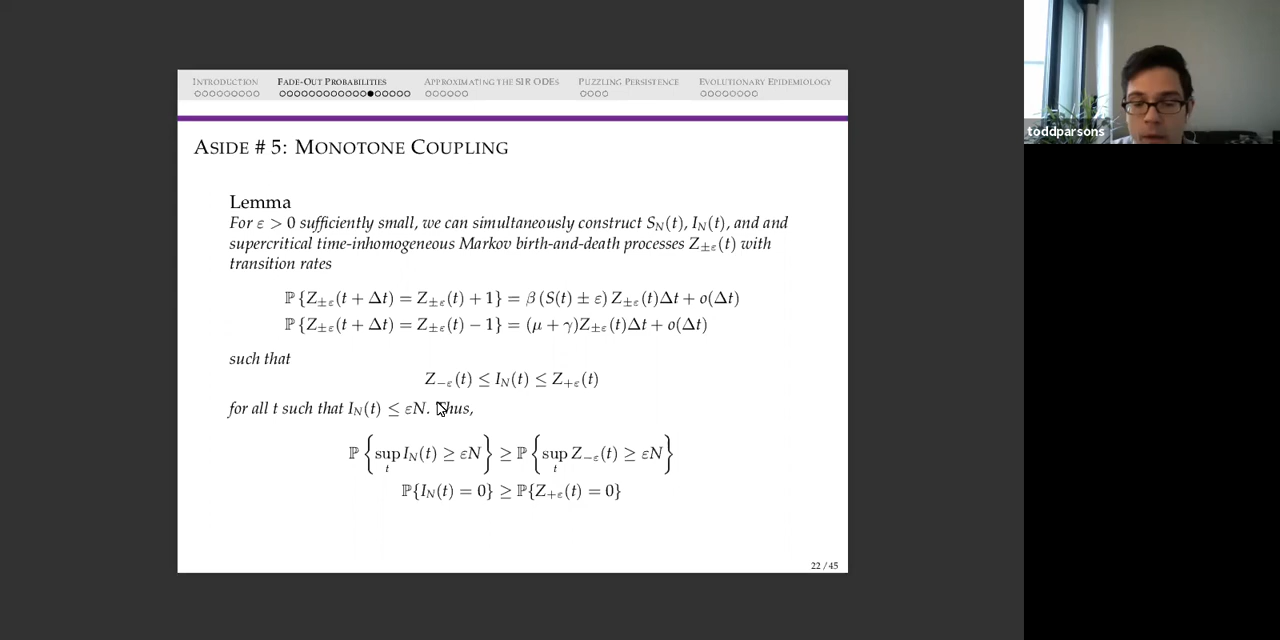 INTRODUCTION FADE-OUT PROBABILITIES APPROXIMATING THE SIR ODES PUZZLING PERSISTENCE EVOLUTIONARY EPIDEMIOLOGY
ASIDE # 5: MONOTONE COUPLING
Lemma
For ε > 0 sufficiently small, we can simultaneously construct S_N(t), I_N(t), and and
supercritical time-inhomogeneous Markov birth-and-death processes Z_{±ε}(t) with
transition rates
ℙ {Z_{±ε}(t + Δt) = Z_{±ε}(t) + 1} = β (S(t) ± ε) Z_{±ε}(t)Δt + o(Δt)
ℙ {Z_{±ε}(t + Δt) = Z_{±ε}(t) − 1} = (μ + γ)Z_{±ε}(t)Δt + o(Δt)
such that
Z_{−ε}(t) ≤ I_N(t) ≤ Z_{+ε}(t)
for all t such that I_N(t) ≤ εN. Thus,
ℙ {sup_t I_N(t) ≥ εN} ≥ ℙ {sup_t Z_{−ε}(t) ≥ εN}
ℙ{I_N(t) = 0} ≥ ℙ{Z_{+ε}(t) = 0}
22 / 45
toddparsons